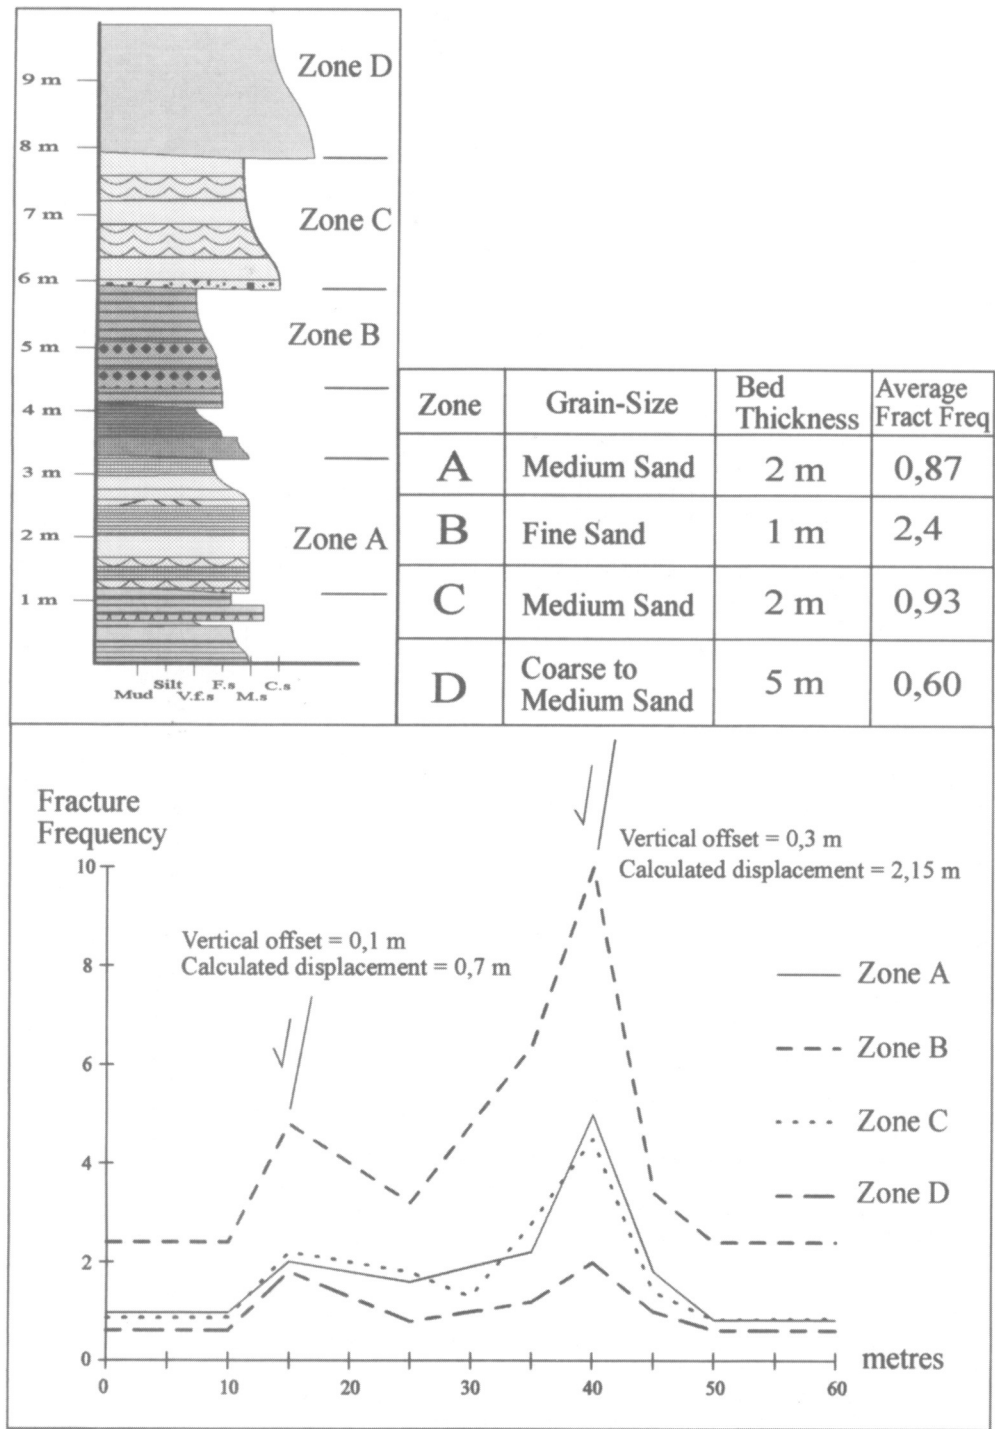 Zone D
9 m
8 m
Zone C
7 m
6 m
Zone B
5 m
4 m
3 m
Zone A
2 m
1 m
Mud Silt V.f.s F.s M.s C.s
Zone Grain-Size Bed Thickness Average Fract Freq
A Medium Sand 2 m 0,87
B Fine Sand 1 m 2,4
C Medium Sand 2 m 0,93
D Coarse to Medium Sand 5 m 0,60
Fracture
Frequency
Vertical offset = 0,3 m
Calculated displacement = 2,15 m
Vertical offset = 0,1 m
Calculated displacement = 0,7 m
10
8
6
4
2
0
Zone A
Zone B
Zone C
Zone D
metres
0 10 20 30 40 50 60